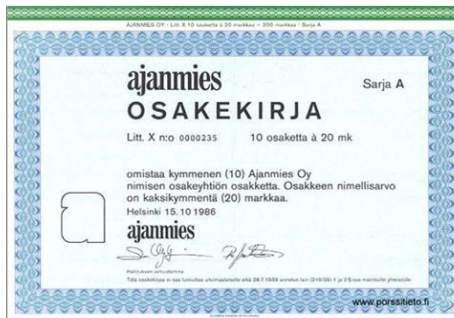 AJANMIES OY - Litt. X 10 osaketta à 20 markkaa = 200 markkaa - Sarja A
ajanmies
Sarja A
OSAKEKIRJA
Litt. X n:o 0000235 10 osaketta à 20 mk
omistaa kymmenen (10) Ajanmies Oy
nimisen osakeyhtiön osakketta. Osakkeen nimellisarvo
on kaksikymmentä (20) markkaa.
Helsinki 15.10 1986
ajanmies
Hallituksen valtuuttamina
a
www.porssitieto.fi